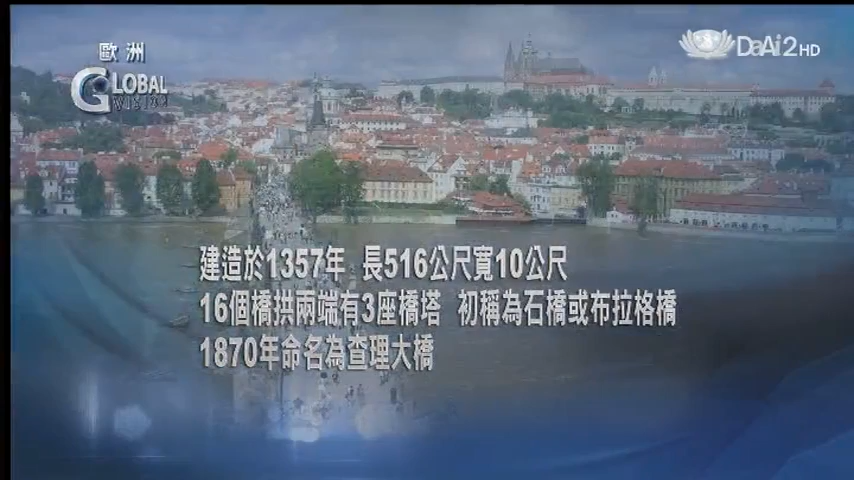 歐洲
GLOBAL
VISION
DaAi2HD
建造於1357年 長516公尺寬10公尺
16個橋拱兩端有3座橋塔 初稱為石橋或布拉格橋
1870年命名為查理大橋